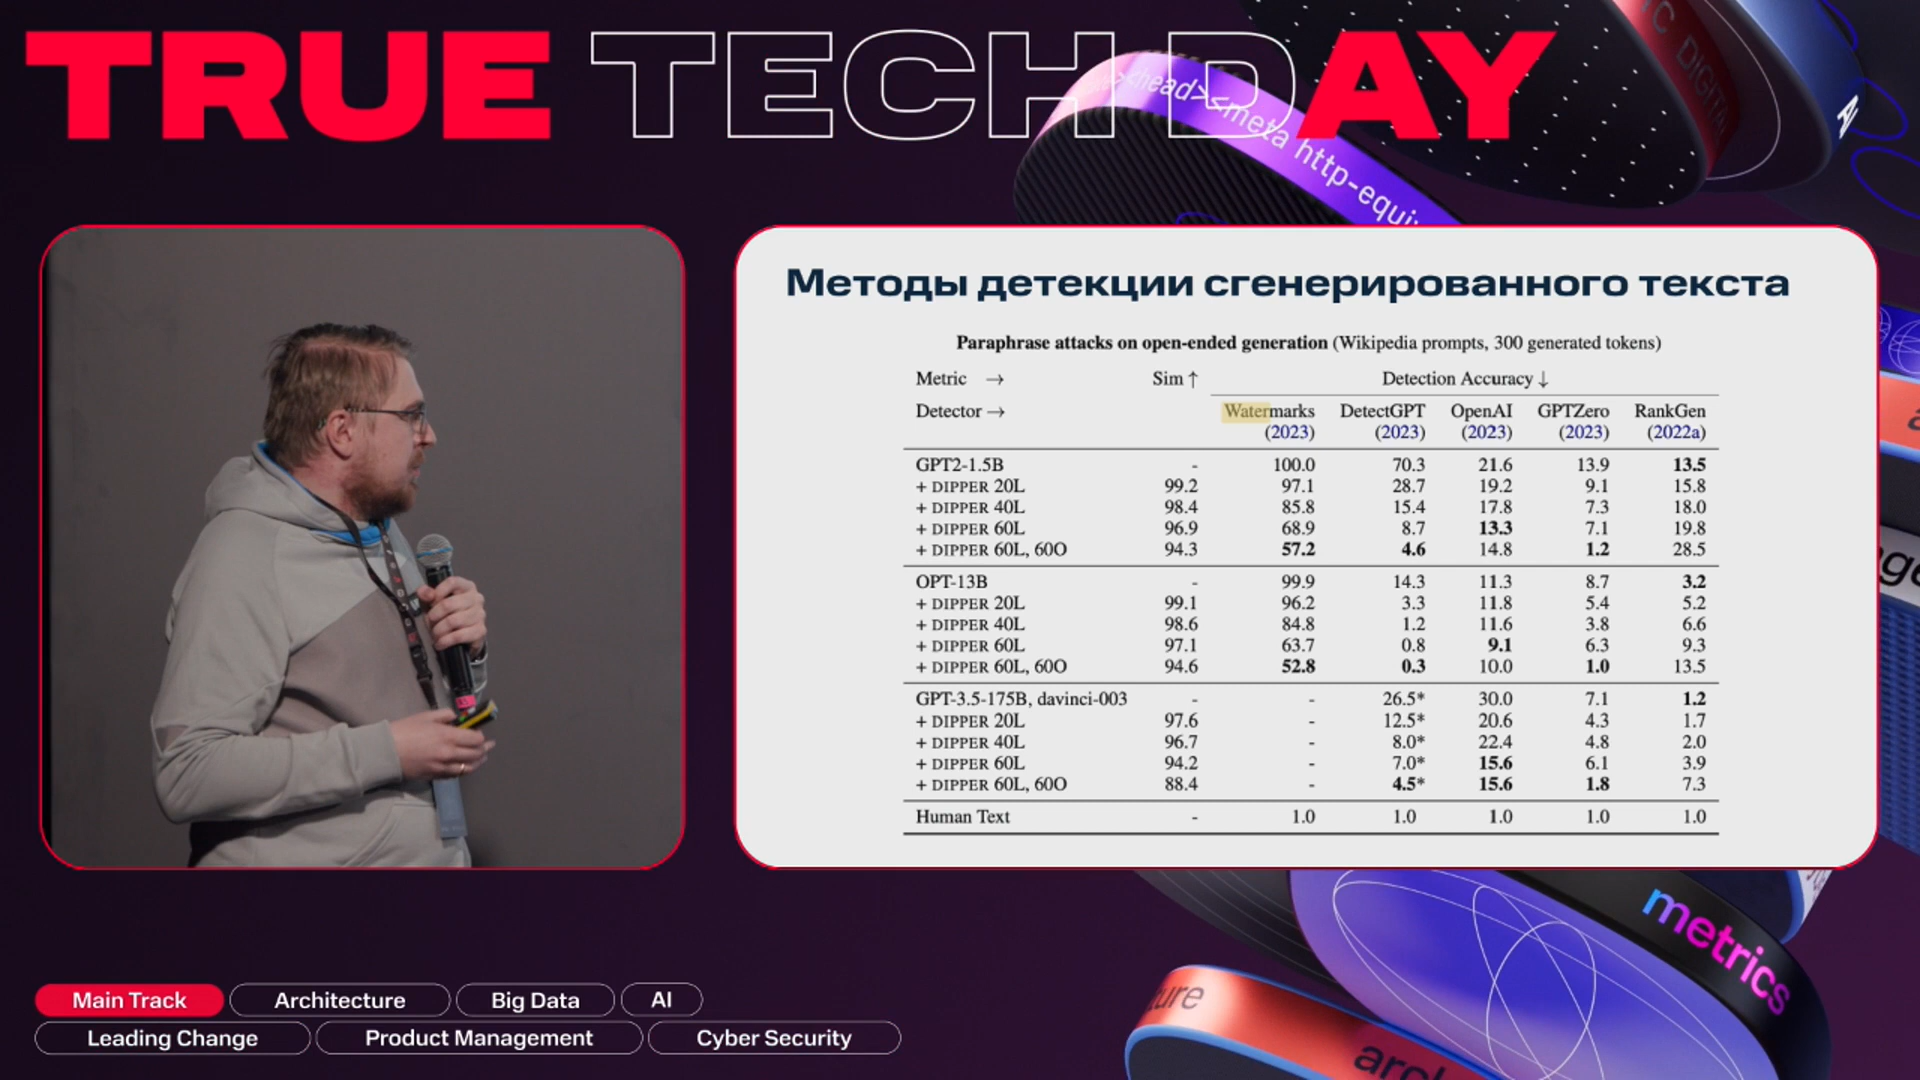 TRUE TECH DAY
<head><meta http-equi
C DIGITA
AI
Методы детекции сгенерированного текста
Paraphrase attacks on open-ended generation (Wikipedia prompts, 300 generated tokens)
Metric → Sim ↑ Detection Accuracy ↓
Detector → Watermarks DetectGPT OpenAI GPTZero RankGen
(2023) (2023) (2023) (2023) (2022a)
GPT2-1.5B - 100.0 70.3 21.6 13.9 13.5
+ DIPPER 20L 99.2 97.1 28.7 19.2 9.1 15.8
+ DIPPER 40L 98.4 85.8 15.4 17.8 7.3 18.0
+ DIPPER 60L 96.9 68.9 8.7 13.3 7.1 19.8
+ DIPPER 60L, 60O 94.3 57.2 4.6 14.8 1.2 28.5
OPT-13B - 99.9 14.3 11.3 8.7 3.2
+ DIPPER 20L 99.1 96.2 3.3 11.8 5.4 5.2
+ DIPPER 40L 98.6 84.8 1.2 11.6 3.8 6.6
+ DIPPER 60L 97.1 63.7 0.8 9.1 6.3 9.3
+ DIPPER 60L, 60O 94.6 52.8 0.3 10.0 1.0 13.5
GPT-3.5-175B, davinci-003 - - 26.5* 30.0 7.1 1.2
+ DIPPER 20L 97.6 - 12.5* 20.6 4.3 1.7
+ DIPPER 40L 96.7 - 8.0* 22.4 4.8 2.0
+ DIPPER 60L 94.2 - 7.0* 15.6 6.1 3.9
+ DIPPER 60L, 60O 88.4 - 4.5* 15.6 1.8 7.3
Human Text - 1.0 1.0 1.0 1.0 1.0
metrics
ture
arch
Main Track
Architecture
Big Data
AI
Leading Change
Product Management
Cyber Security